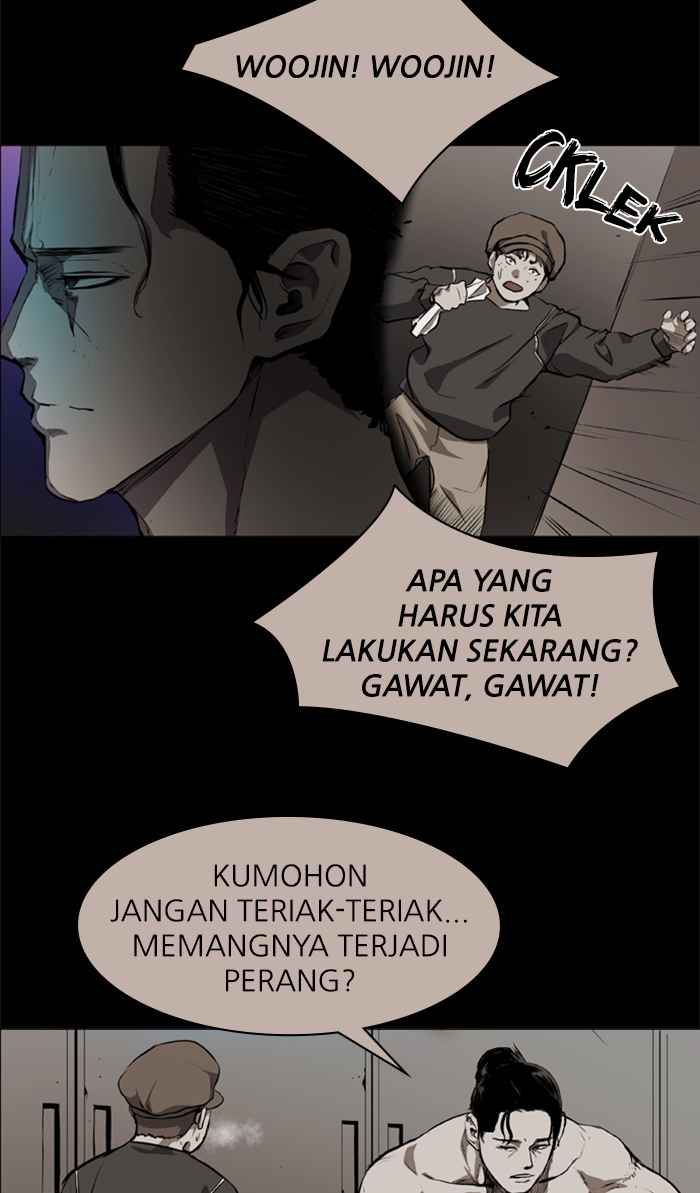 WOOJIN! WOOJIN!
CKLEK
APA YANG
HARUS KITA
LAKUKAN SEKARANG?
GAWAT, GAWAT!
KUMOHON
JANGAN TERIAK-TERIAK...
MEMANGNYA TERJADI
PERANG?